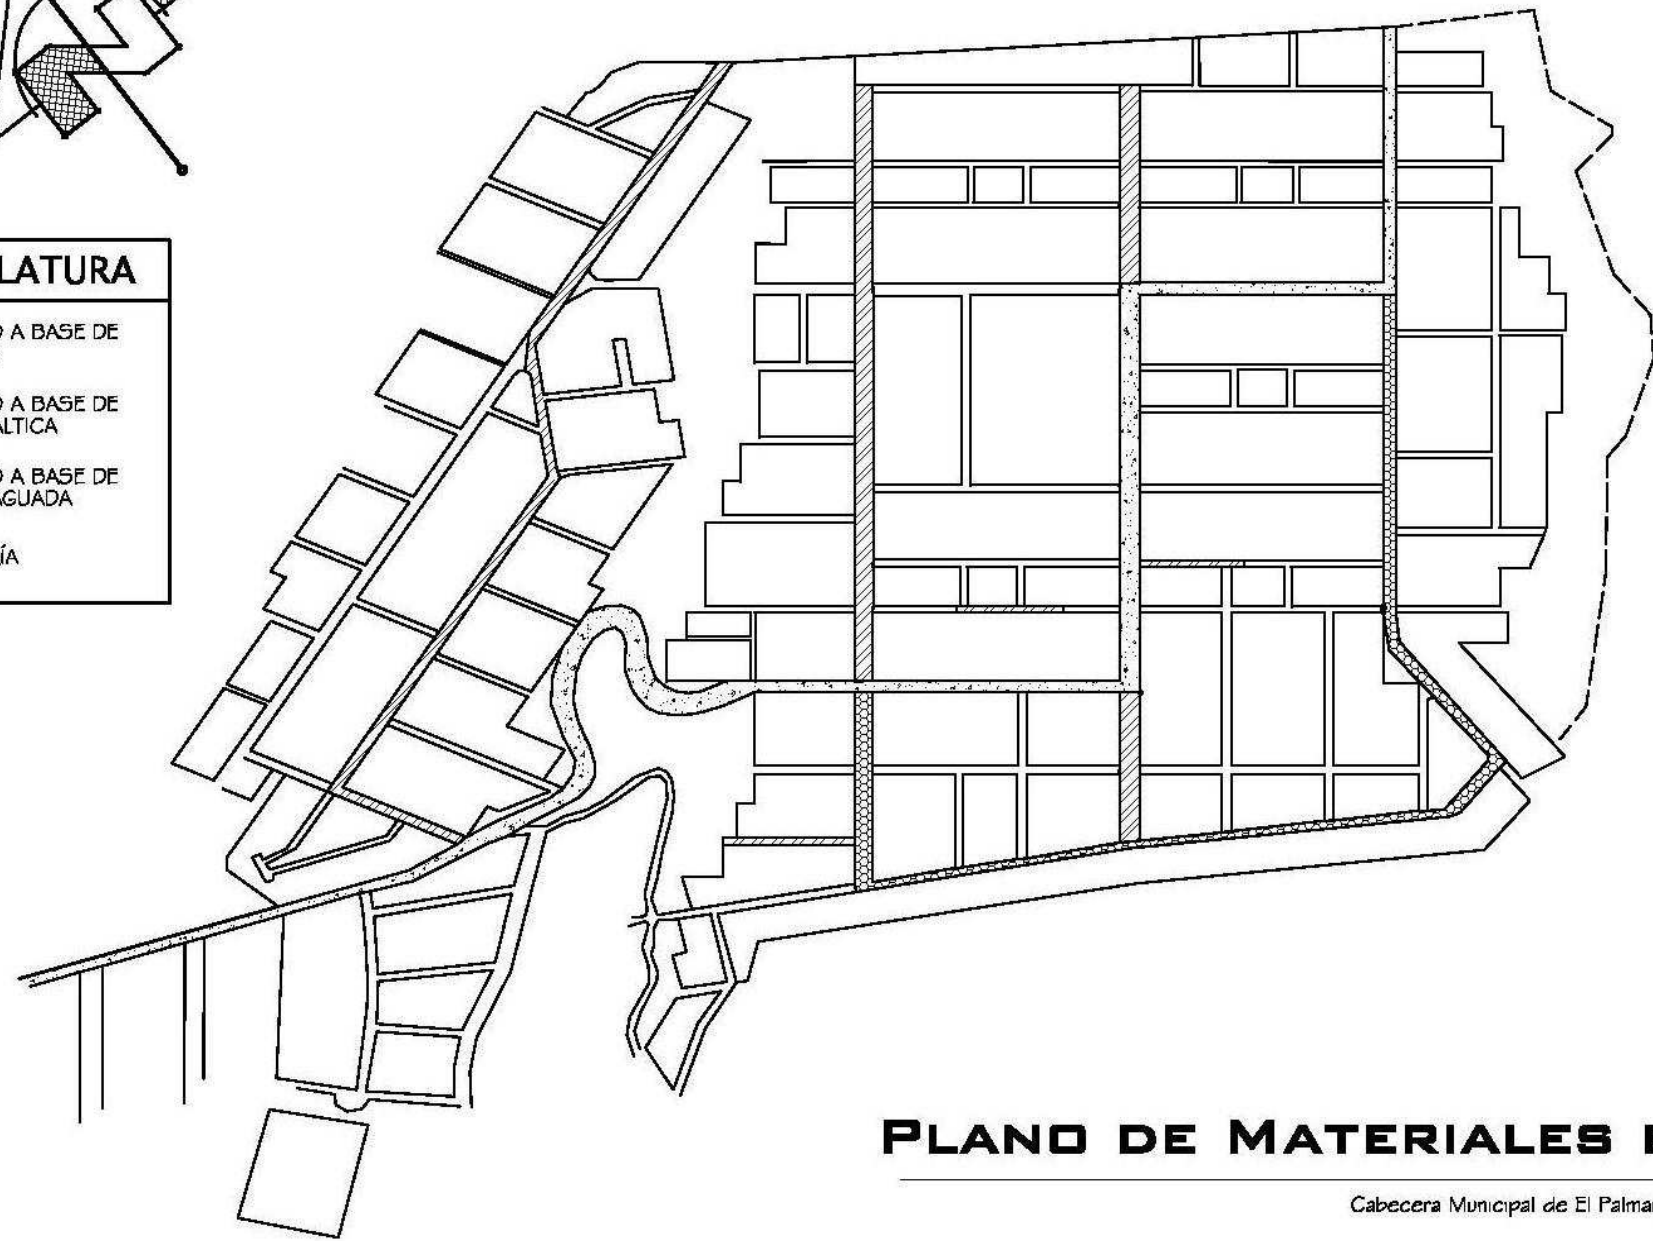 LATURA
A BASE DE
A BASE DE
ALTICA
A BASE DE
AGUADA
ÍA
PLANO DE MATERIALES
Cabecera Municipal de El Palmar